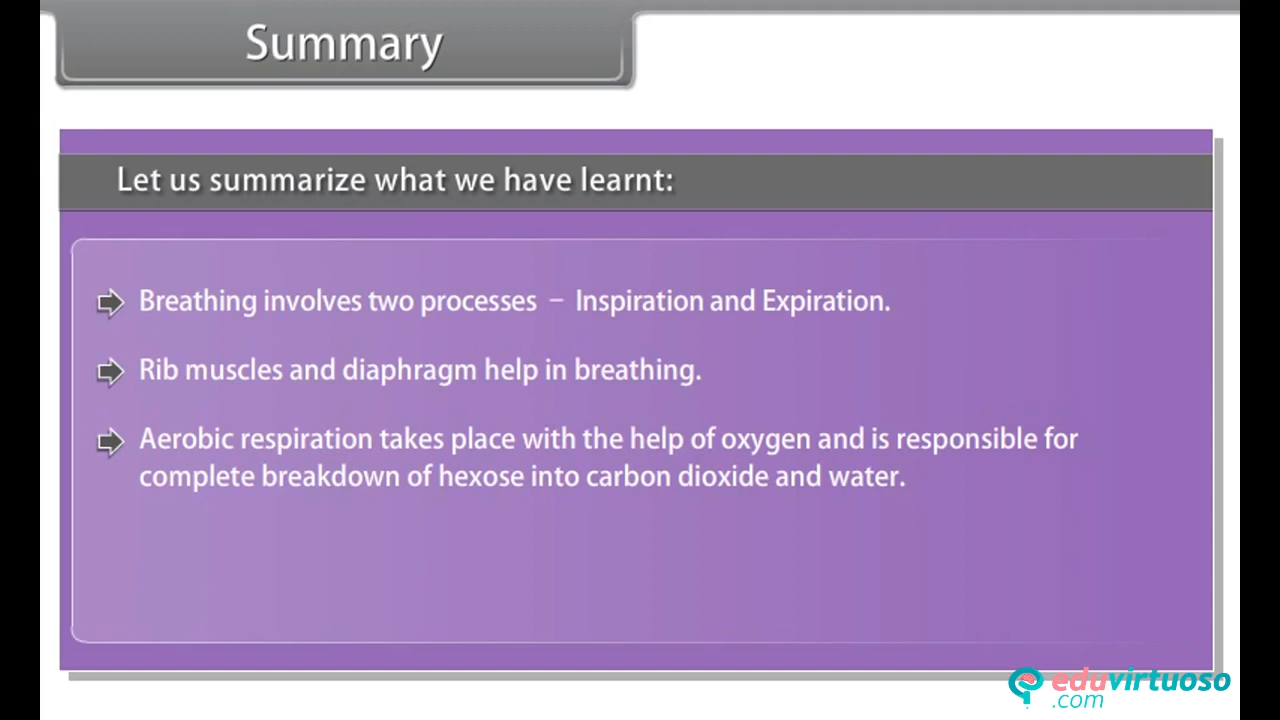 Summary
Let us summarize what we have learnt:
Breathing involves two processes – Inspiration and Expiration.
Rib muscles and diaphragm help in breathing.
Aerobic respiration takes place with the help of oxygen and is responsible for
complete breakdown of hexose into carbon dioxide and water.
eduvirtuoso
.com